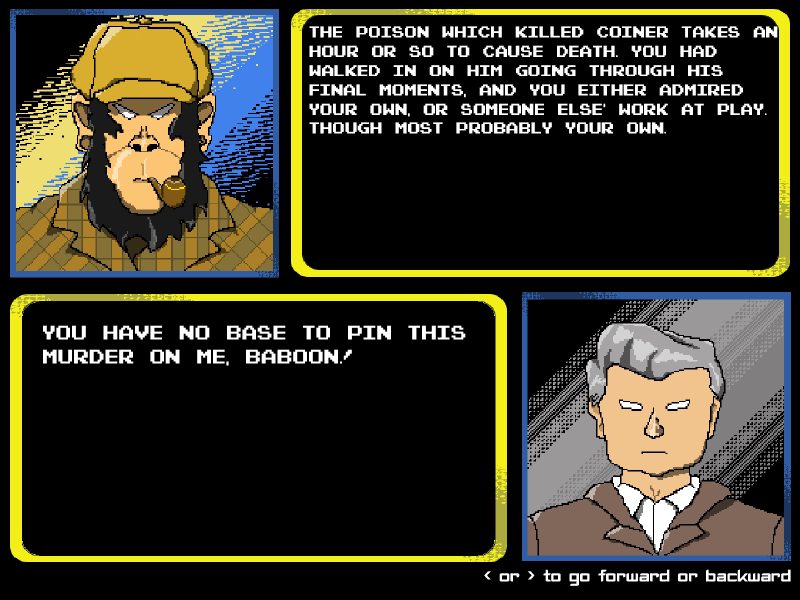 THE POISON WHICH KILLED COINER TAKES AN
HOUR OR SO TO CAUSE DEATH. YOU HAD
WALKED IN ON HIM GOING THROUGH HIS
FINAL MOMENTS, AND YOU EITHER ADMIRED
YOUR OWN, OR SOMEONE ELSE' WORK AT PLAY.
THOUGH MOST PROBABLY YOUR OWN.
YOU HAVE NO BASE TO PIN THIS
MURDER ON ME, BABOON!
< or > to go forward or backward